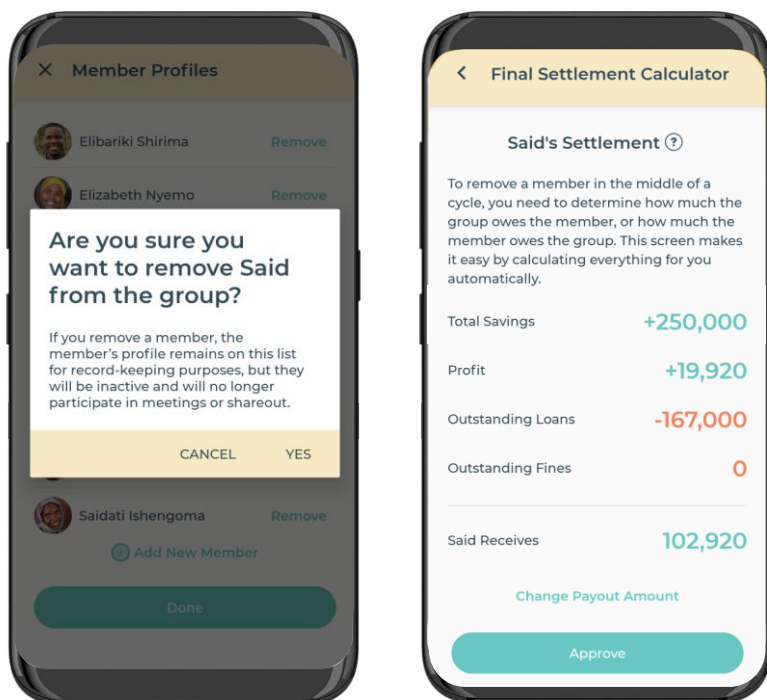 Member Profiles
Elibariki Shirima Remove
Elizabeth Nyemo Remove
Are you sure you
want to remove Said
from the group?
If you remove a member, the
member's profile remains on this list
for record-keeping purposes, but they
will be inactive and will no longer
participate in meetings or shareout.
CANCEL YES
Saidati Ishengoma Remove
Add New Member
Done
Final Settlement Calculator
Said's Settlement ?
To remove a member in the middle of a
cycle, you need to determine how much the
group owes the member, or how much the
member owes the group. This screen makes
it easy by calculating everything for you
automatically.
Total Savings +250,000
Profit +19,920
Outstanding Loans -167,000
Outstanding Fines 0
Said Receives 102,920
Change Payout Amount
Approve